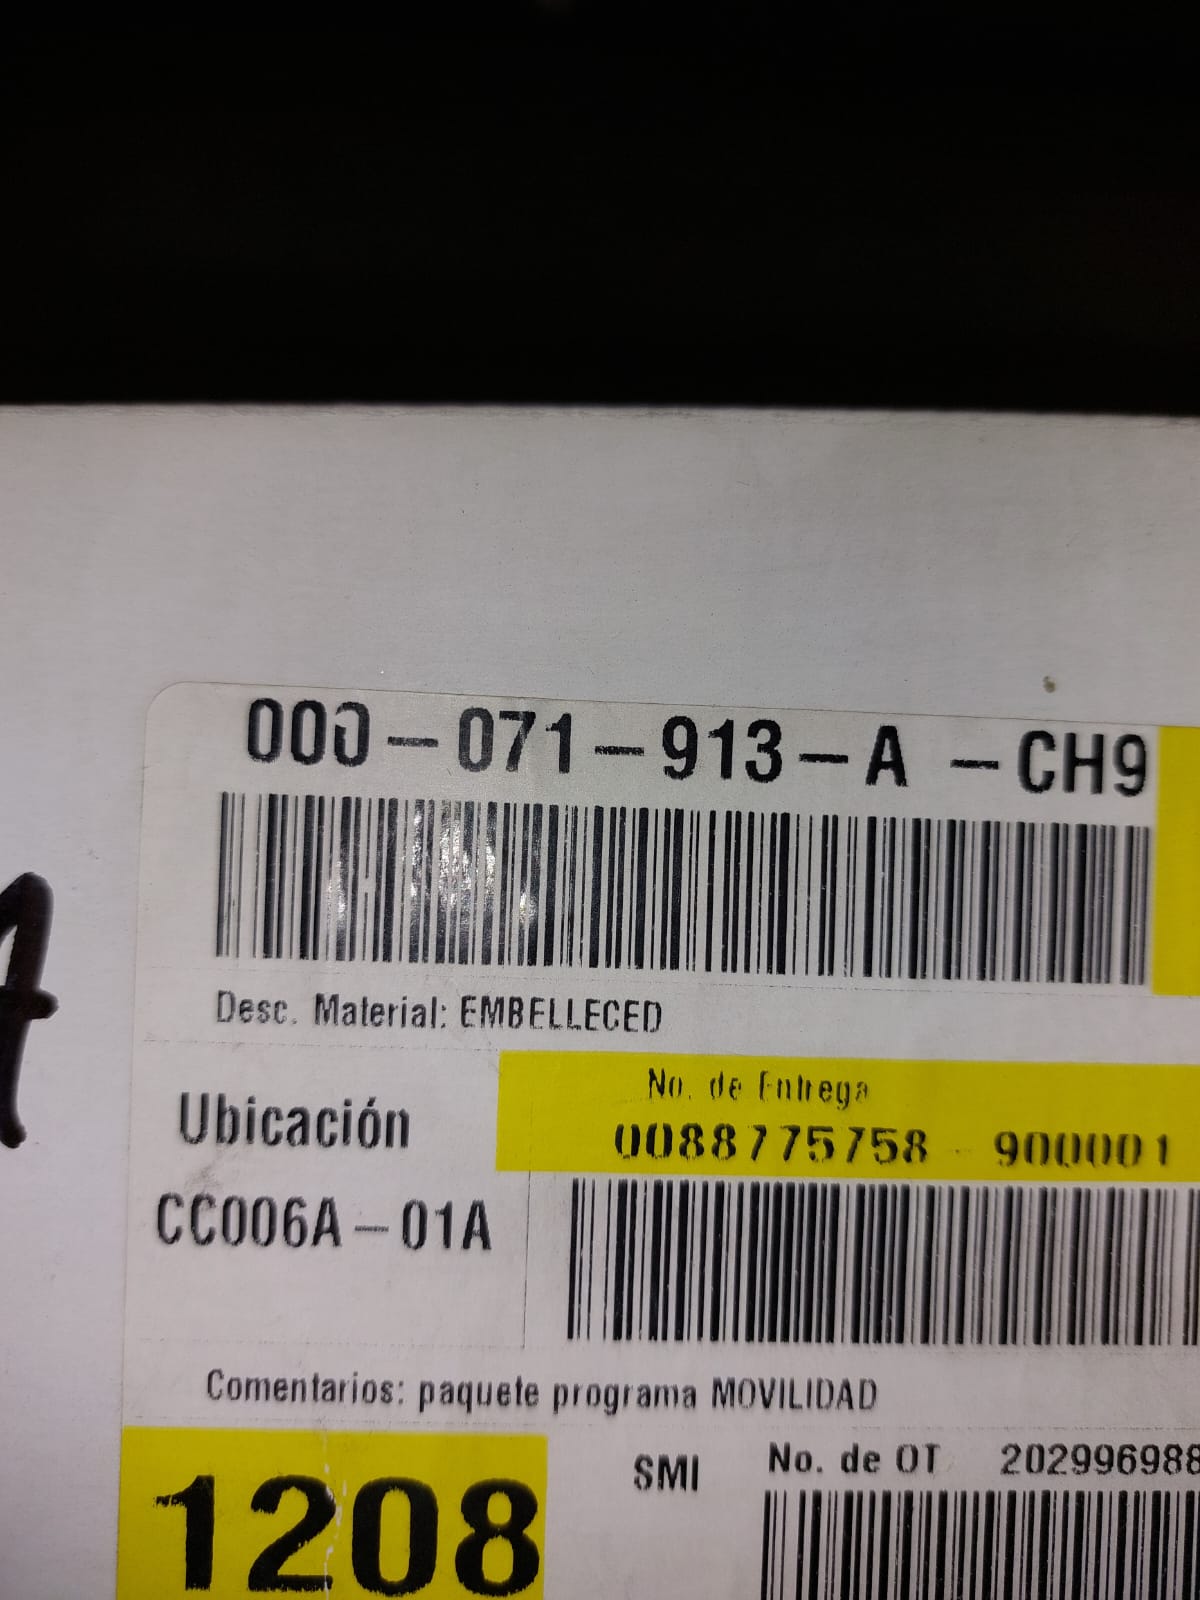 000-071-913-A -CH9
Desc. Material: EMBELLECED
No. de Entrega
Ubicación
0088775758 - 900001
CC006A-01A
Comentarios: paquete programa MOVILIDAD
SMI No. de OT 202996988
1208